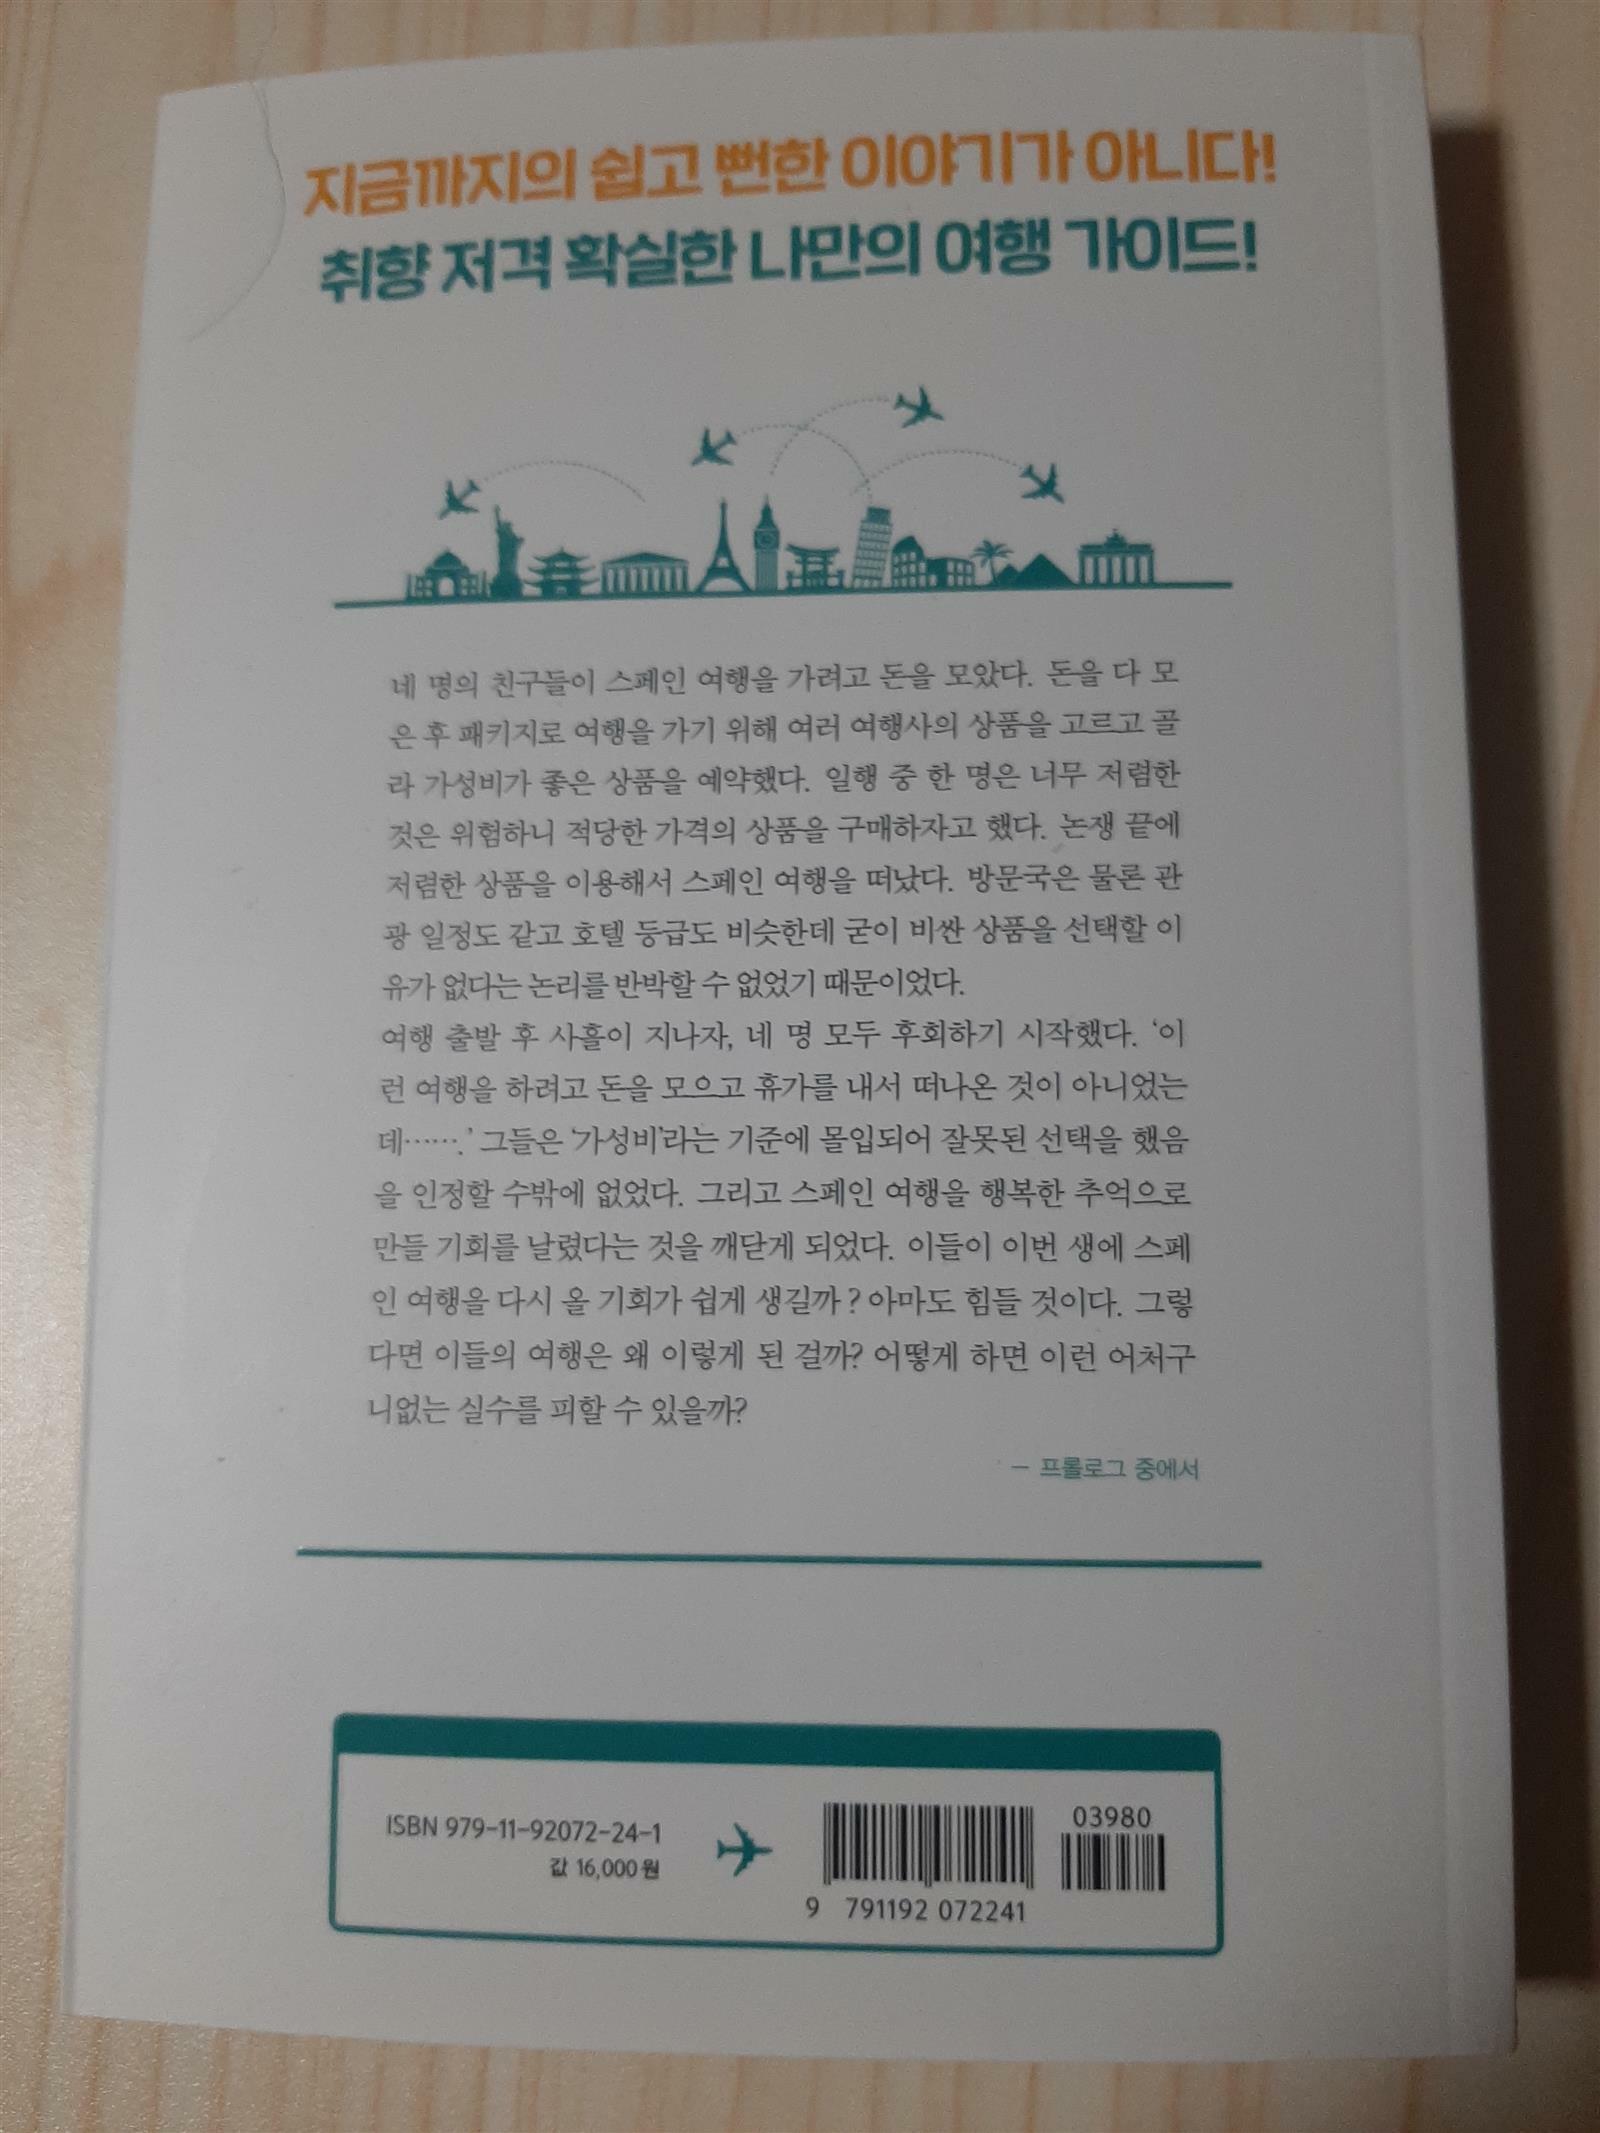 지금까지의 쉽고 뻔한 이야기가 아니다!
취향 저격 확실한 나만의 여행 가이드!
네 명의 친구들이 스페인 여행을 가려고 돈을 모았다. 돈을 다 모
은 후 패키지로 여행을 가기 위해 여러 여행사의 상품을 고르고 골
라 가성비가 좋은 상품을 예약했다. 일행 중 한 명은 너무 저렴한
것은 위험하니 적당한 가격의 상품을 구매하자고 했다. 논쟁 끝에
저렴한 상품을 이용해서 스페인 여행을 떠났다. 방문국은 물론 관
광 일정도 같고 호텔 등급도 비슷한데 굳이 비싼 상품을 선택할 이
유가 없다는 논리를 반박할 수 없었기 때문이었다.
여행 출발 후 사흘이 지나자, 네 명 모두 후회하기 시작했다. ‘이
런 여행을 하려고 돈을 모으고 휴가를 내서 떠나온 것이 아니었는
데…….’ 그들은 ‘가성비’라는 기준에 몰입되어 잘못된 선택을 했음
을 인정할 수밖에 없었다. 그리고 스페인 여행을 행복한 추억으로
만들 기회를 날렸다는 것을 깨닫게 되었다. 이들이 이번 생에 스페
인 여행을 다시 올 기회가 쉽게 생길까? 아마도 힘들 것이다. 그렇
다면 이들의 여행은 왜 이렇게 된 걸까? 어떻게 하면 이런 어처구
니없는 실수를 피할 수 있을까?
— 프롤로그 중에서
ISBN 979-11-92072-24-1
값 16,000원
03980
9 791192 072241